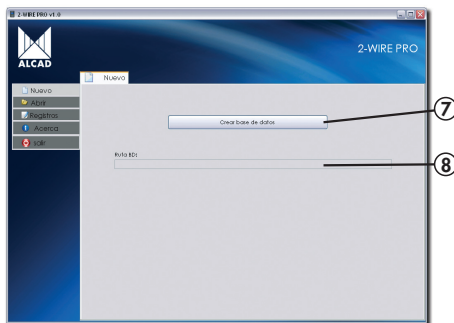 2-WIRE PRO v1.0
2-WIRE PRO
ALCAD
Nuevo
Nuevo
Abrir
Registros
Acerca
salir
Crear base de datos
7
Ruta BD:
8